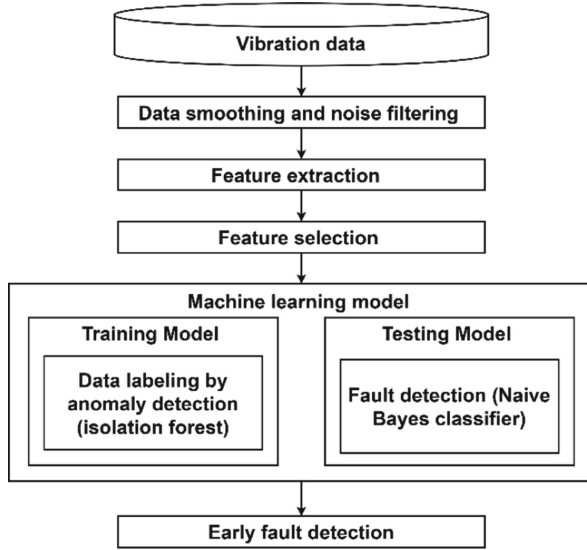 Vibration data
Data smoothing and noise filtering
Feature extraction
Feature selection
Machine learning model
Training Model
Data labeling by
anomaly detection
(isolation forest)
Testing Model
Fault detection (Naive
Bayes classifier)
Early fault detection